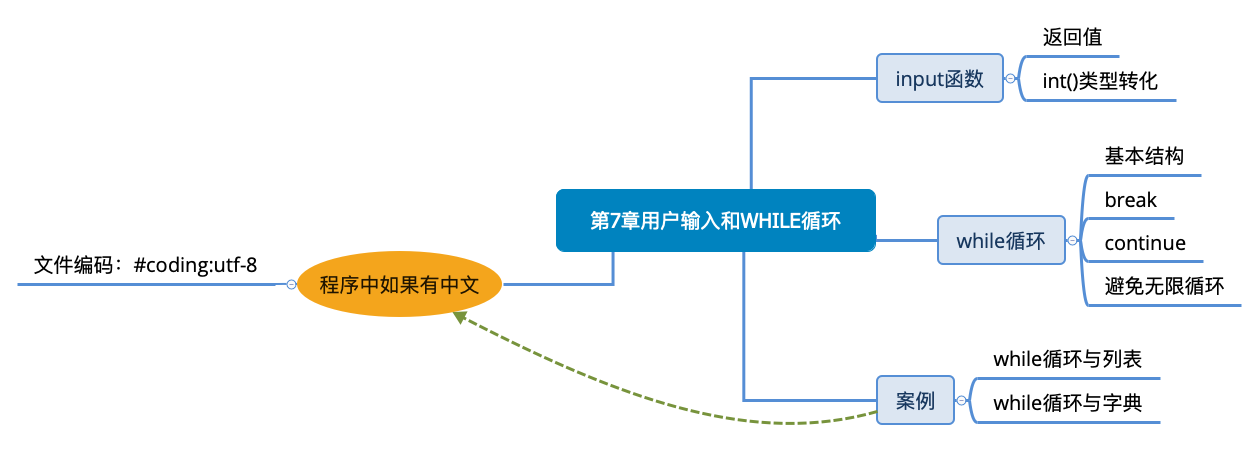 第7章用户输入和WHILE循环
input函数
返回值
int()类型转化
while循环
基本结构
break
continue
避免无限循环
案例
while循环与列表
while循环与字典
程序中如果有中文
文件编码：#coding:utf-8